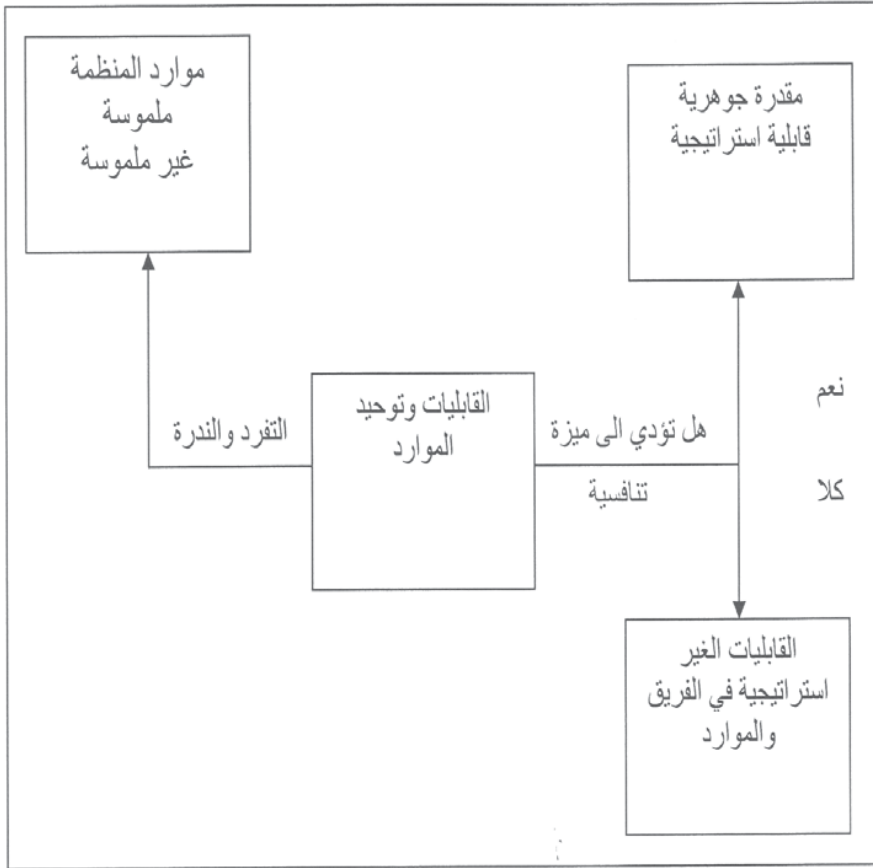 موارد المنظمة
ملموسة
غير ملموسة
مقدرة جوهرية
قابلية استراتيجية
التفرد والندرة
القابليات وتوحيد
الموارد
هل تؤدي الى ميزة
تنافسية
نعم
كلا
القابليات الغير
استراتيجية في الفريق
والموارد